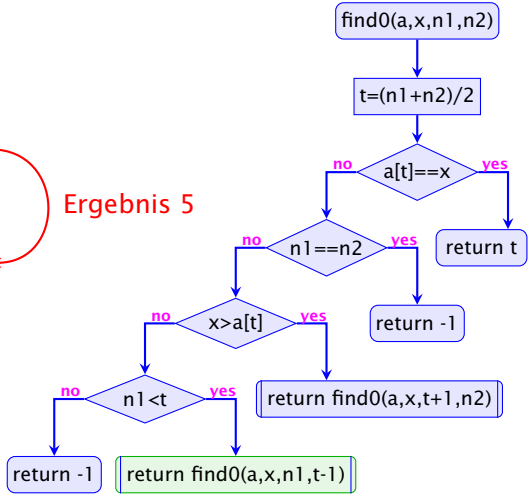 find0(a,x,n1,n2)
t=(n1+n2)/2
a[t]==x
no
yes
Ergebnis 5
return t
n1==n2
no
yes
return -1
x>a[t]
no
yes
return find0(a,x,t+1,n2)
n1<t
no
yes
return -1
return find0(a,x,n1,t-1)